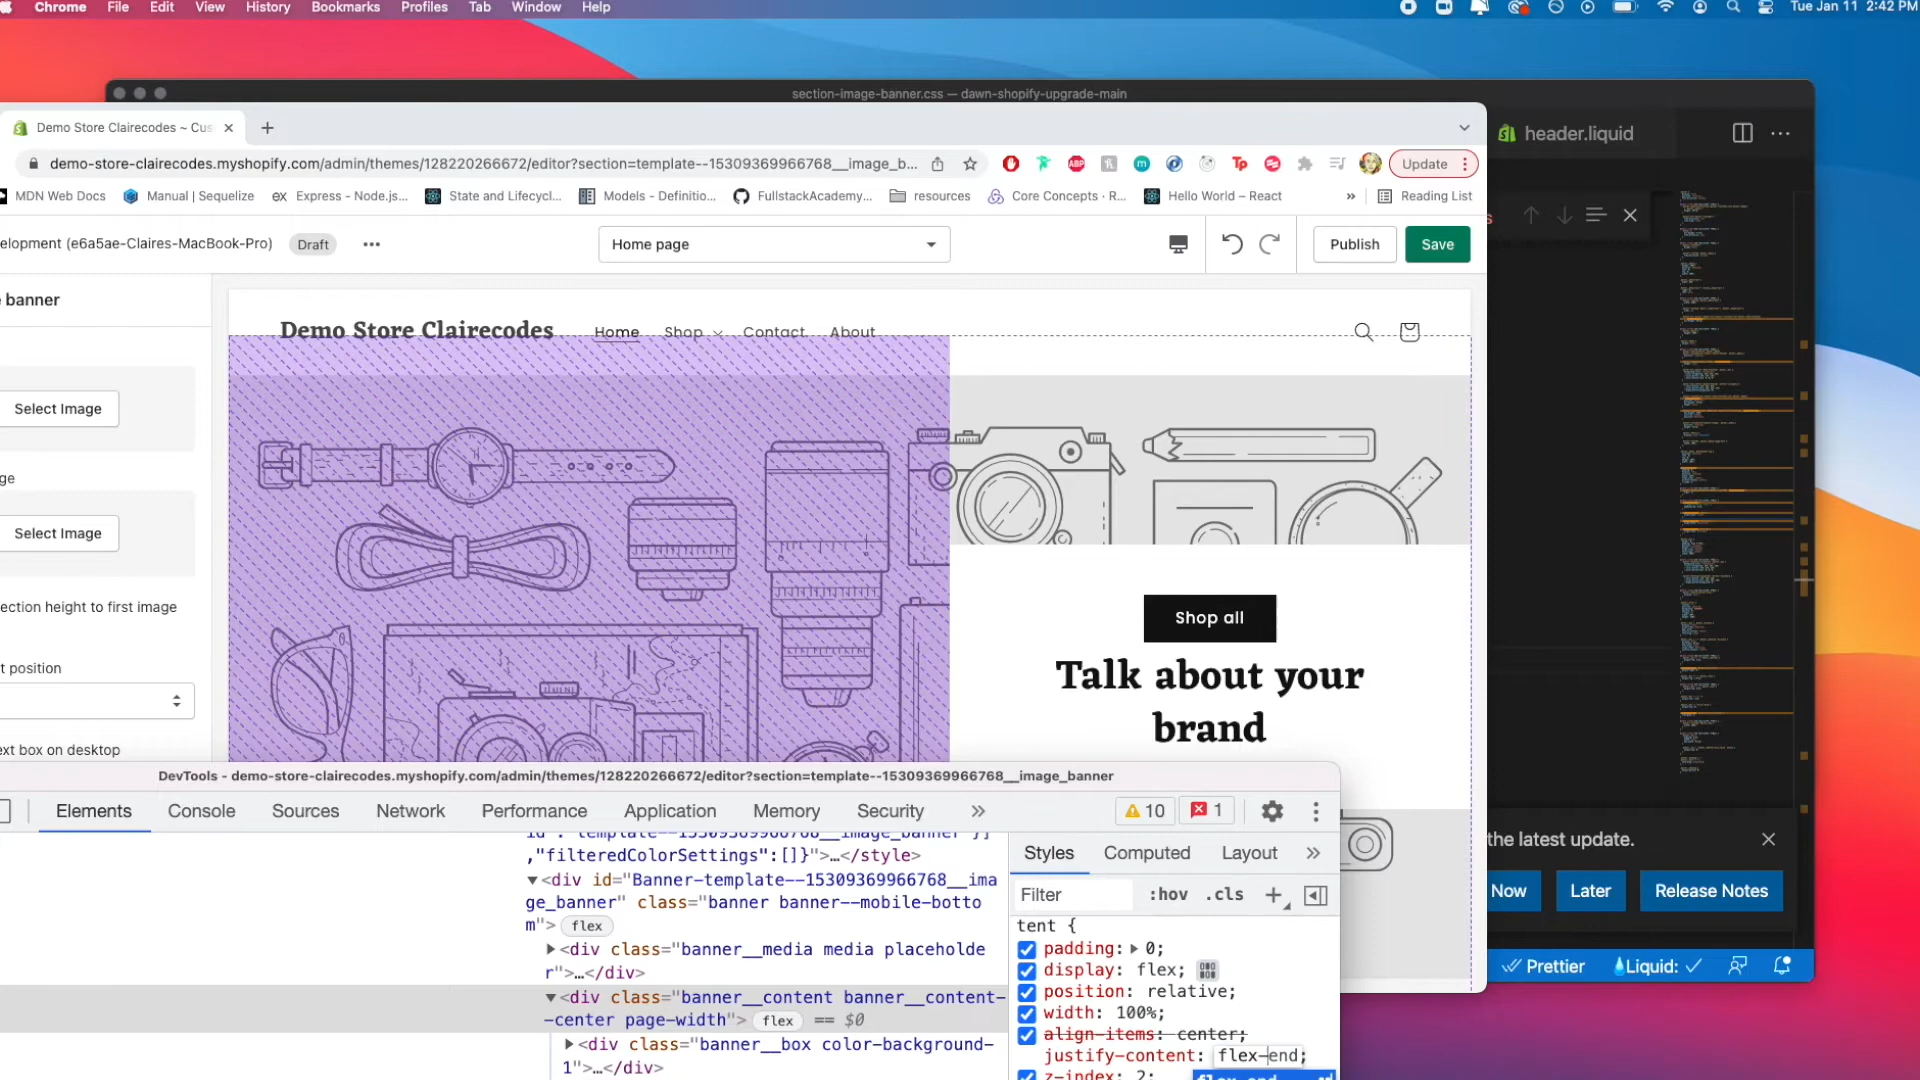 Chrome File Edit View History Bookmarks Profiles Tab Window Help
Tue Jan 11 2:42 PM
section-image-banner.css — dawn-shopify-upgrade-main
Demo Store Clairecodes ~ Cus
header.liquid
demo-store-clairecodes.myshopify.com/admin/themes/128220266672/editor?section=template--15309369966768__image_b...
Update
MDN Web Docs Manual | Sequelize Express - Node.js... State and Lifecycl... Models - Definitio... FullstackAcademy... resources Core Concepts · R... Hello World – React » Reading List
elopment (e6a5ae-Claires-MacBook-Pro) Draft
Home page
Publish
Save
banner
Demo Store Clairecodes
Home Shop Contact About
Select Image
ge
Select Image
ection height to first image
t position
ext box on desktop
Shop all
Talk about your
brand
DevTools - demo-store-clairecodes.myshopify.com/admin/themes/128220266672/editor?section=template--15309369966768__image_banner
Elements Console Sources Network Performance Application Memory Security »
10
1
id":"template--15309369966768__image_banner"}]
,"filteredColorSettings":[]}">…</style>
<div id="Banner-template--15309369966768__ima
ge_banner" class="banner banner--mobile-botto
m"> flex
<div class="banner__media media placeholde
r">…</div>
<div class="banner__content banner__content-
-center page-width"> flex == $0
<div class="banner__box color-background-
1">…</div>
Styles Computed Layout »
Filter :hov .cls
tent {
padding: 0;
display: flex;
position: relative;
width: 100%;
align-items: center;
justify-content: flex-end;
z-index: 2;
the latest update.
Now
Later
Release Notes
Prettier
Liquid: